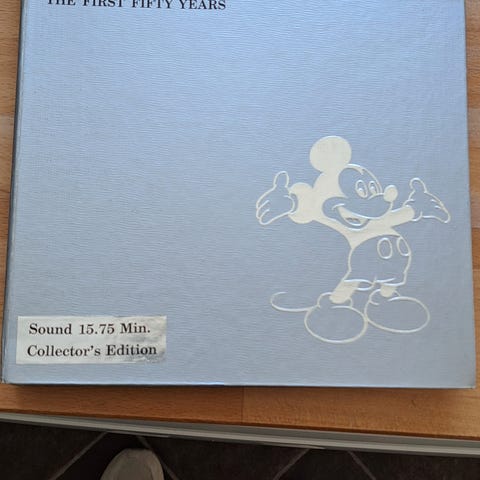 THE FIRST FIFTY YEARS
Sound 15.75 Min.
Collector's Edition